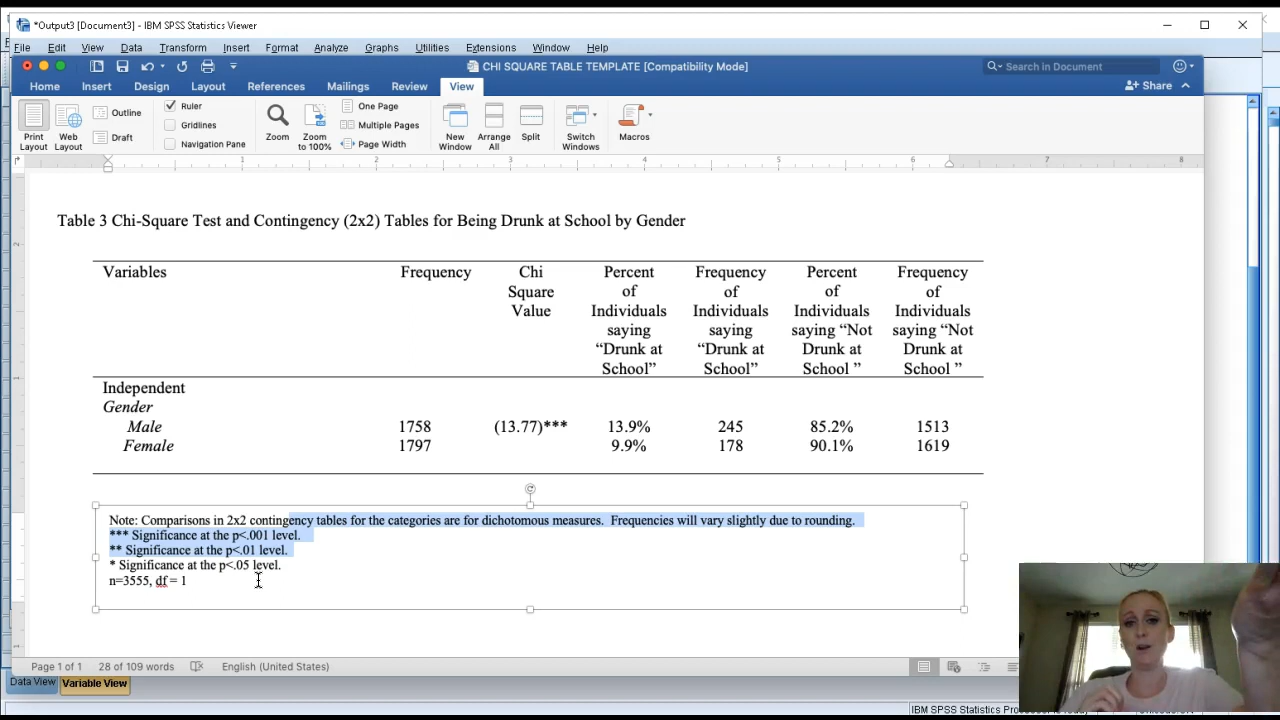 *Output3 [Document3] - IBM SPSS Statistics Viewer
File Edit View Data Transform Insert Format Analyze Graphs Utilities Extensions Window Help
CHI SQUARE TABLE TEMPLATE [Compatibility Mode]
Search in Document
Home Insert Design Layout References Mailings Review View
Share
Print Layout
Web Layout
Outline
Draft
Ruler
Gridlines
Navigation Pane
Zoom
Zoom to 100%
One Page
Multiple Pages
Page Width
New Window
Arrange All
Split
Switch Windows
Macros
1 2 3 4 5 6 7 8
Table 3 Chi-Square Test and Contingency (2x2) Tables for Being Drunk at School by Gender
Variables Frequency Chi Percent Frequency Percent Frequency
Square of of of of
Value Individuals Individuals Individuals Individuals
saying saying saying “Not saying “Not
“Drunk at “Drunk at Drunk at Drunk at
School” School” School ” School ”
Independent
Gender
Male 1758 (13.77)*** 13.9% 245 85.2% 1513
Female 1797 9.9% 178 90.1% 1619
Note: Comparisons in 2x2 contingency tables for the categories are for dichotomous measures. Frequencies will vary slightly due to rounding.
*** Significance at the p<.001 level.
** Significance at the p<.01 level.
* Significance at the p<.05 level.
n=3555, df = 1
Page 1 of 1 28 of 109 words English (United States)
Data View Variable View
IBM SPSS Statistics